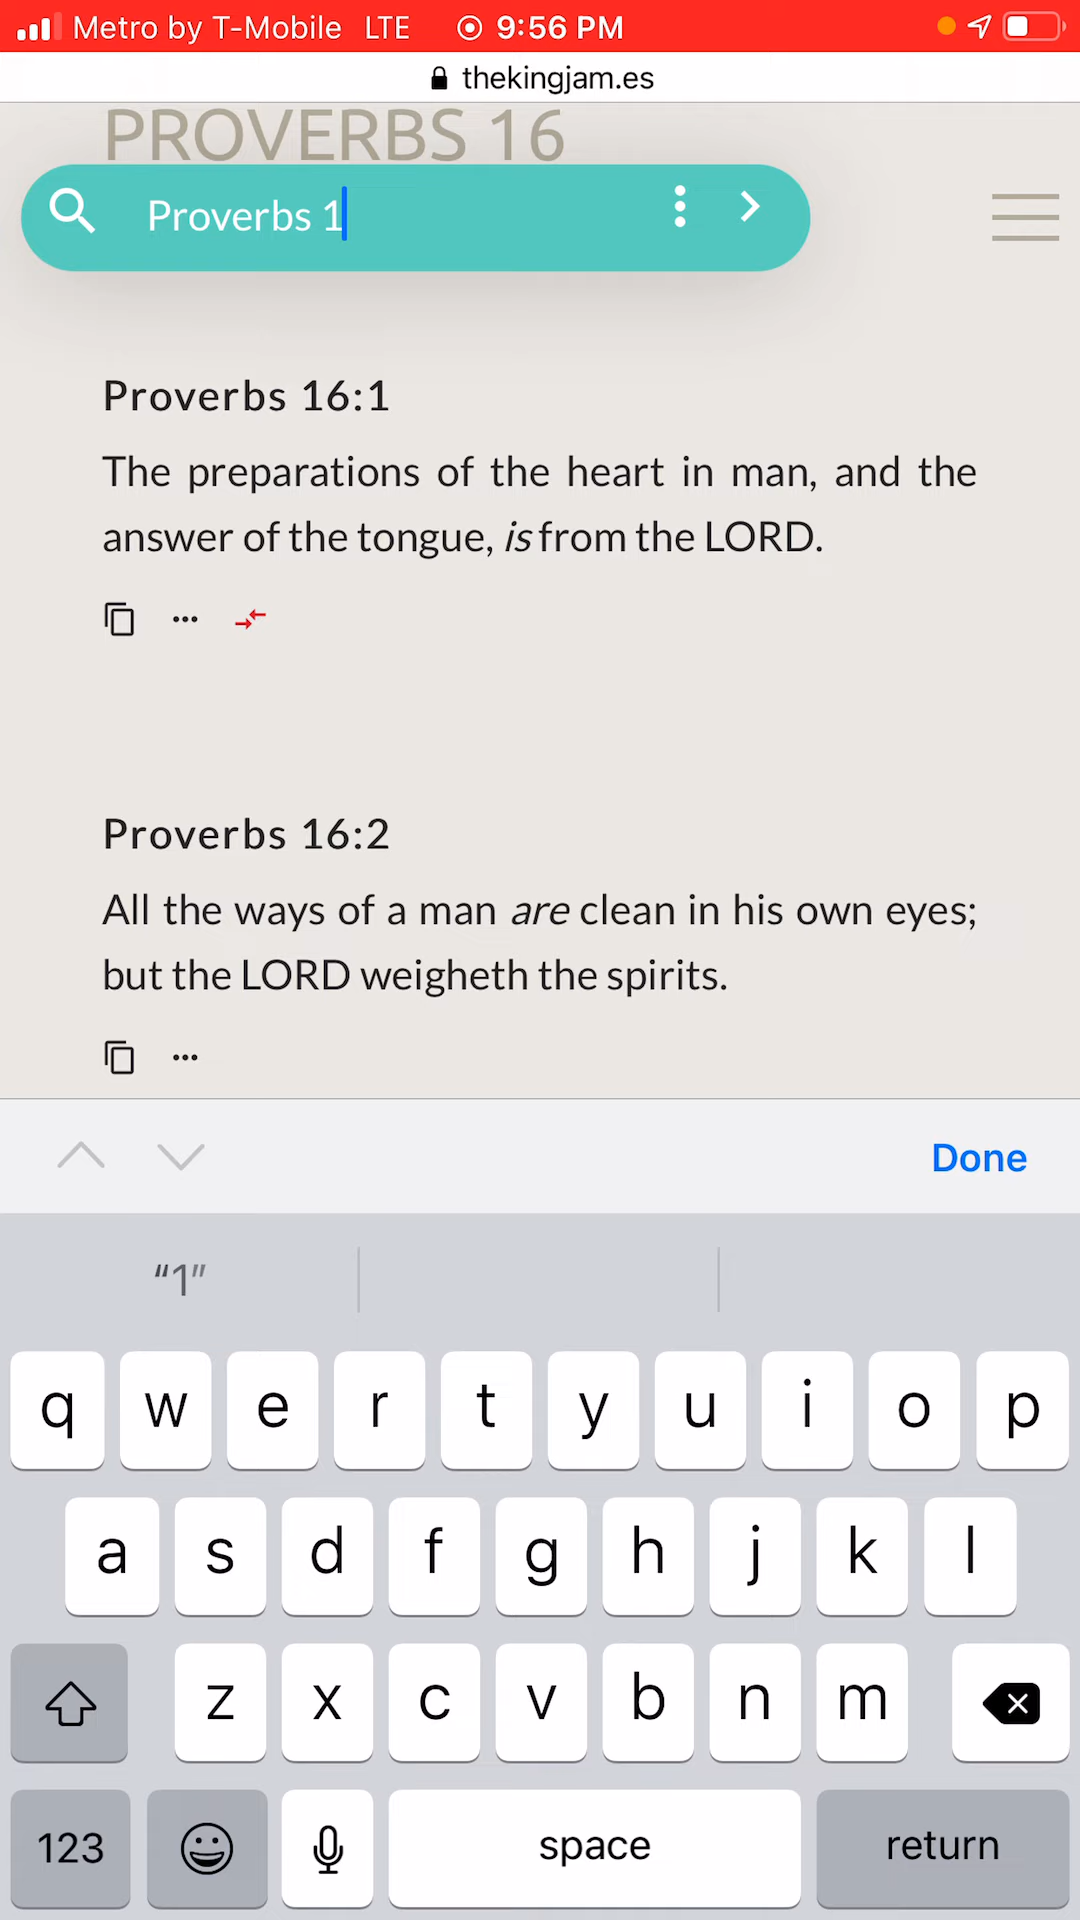 Metro by T-Mobile LTE 9:56 PM
thekingjam.es
PROVERBS 16
Proverbs 1
Proverbs 16:1
The preparations of the heart in man, and the
answer of the tongue, is from the LORD.
Proverbs 16:2
All the ways of a man are clean in his own eyes;
but the LORD weigheth the spirits.
Done
“1”
q w e r t y u i o p
a s d f g h j k l
z x c v b n m
123 space return